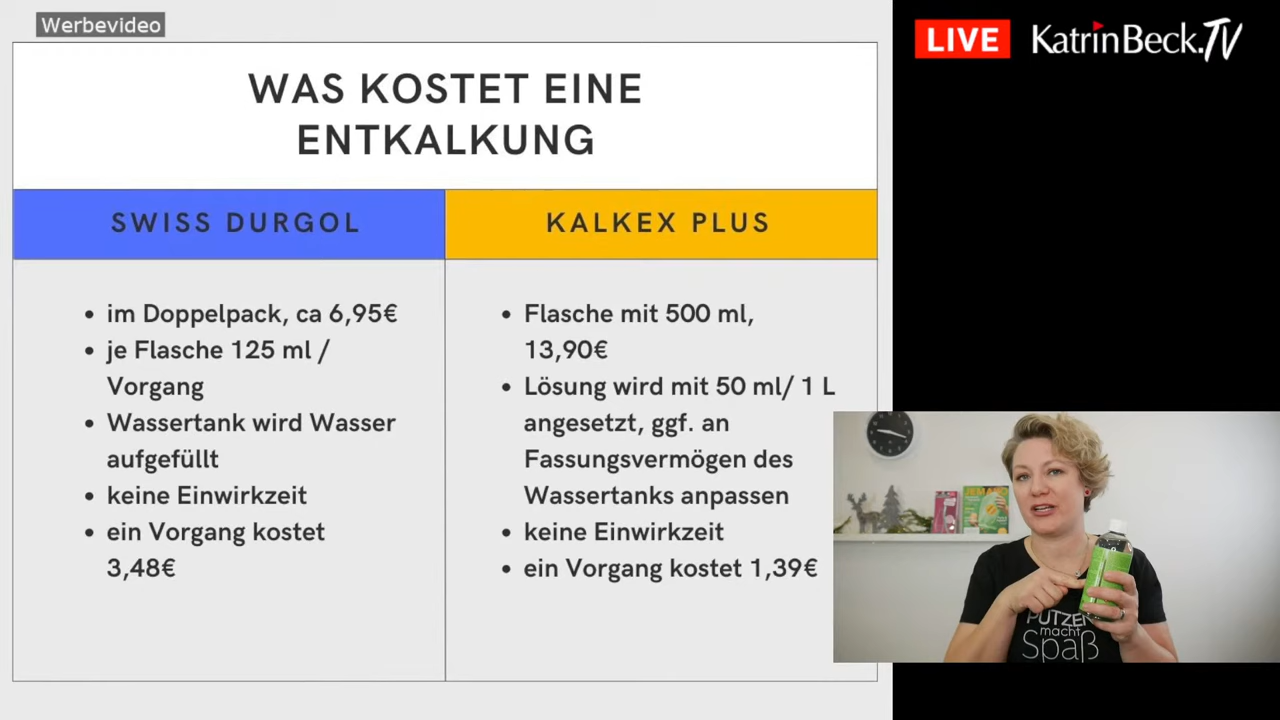 Werbevideo
LIVE KatrinBeck.TV
WAS KOSTET EINE
ENTKALKUNG
SWISS DURGOL
KALKEX PLUS
• im Doppelpack, ca 6,95€
• je Flasche 125 ml /
Vorgang
• Wassertank wird Wasser
aufgefüllt
• keine Einwirkzeit
• ein Vorgang kostet
3,48€
• Flasche mit 500 ml,
13,90€
• Lösung wird mit 50 ml/ 1 L
angesetzt, ggf. an
Fassungsvermögen des
Wassertanks anpassen
• keine Einwirkzeit
• ein Vorgang kostet 1,39€
PUTZEN
macht
Spaß